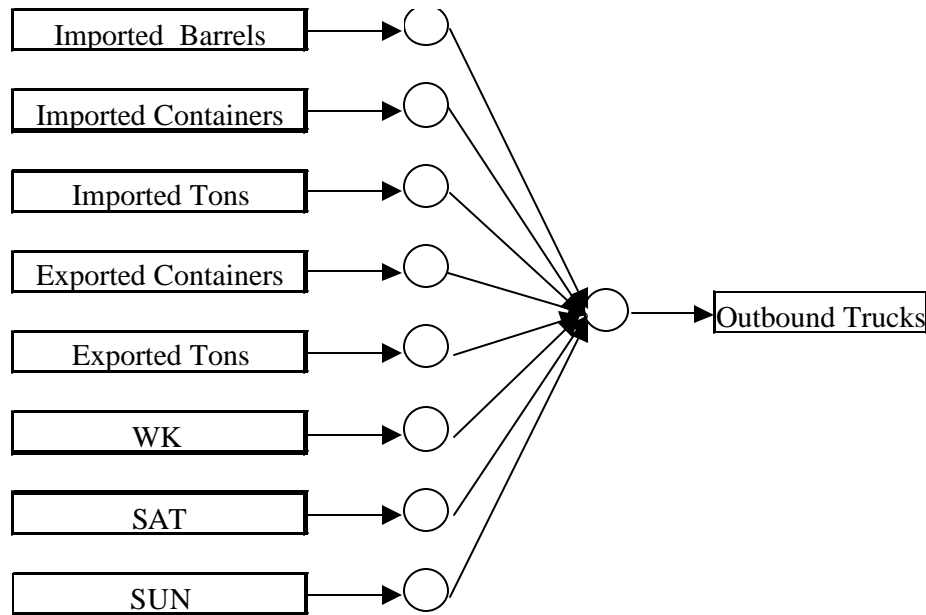 Imported Barrels
Imported Containers
Imported Tons
Exported Containers
Exported Tons
WK
SAT
SUN
Outbound Trucks